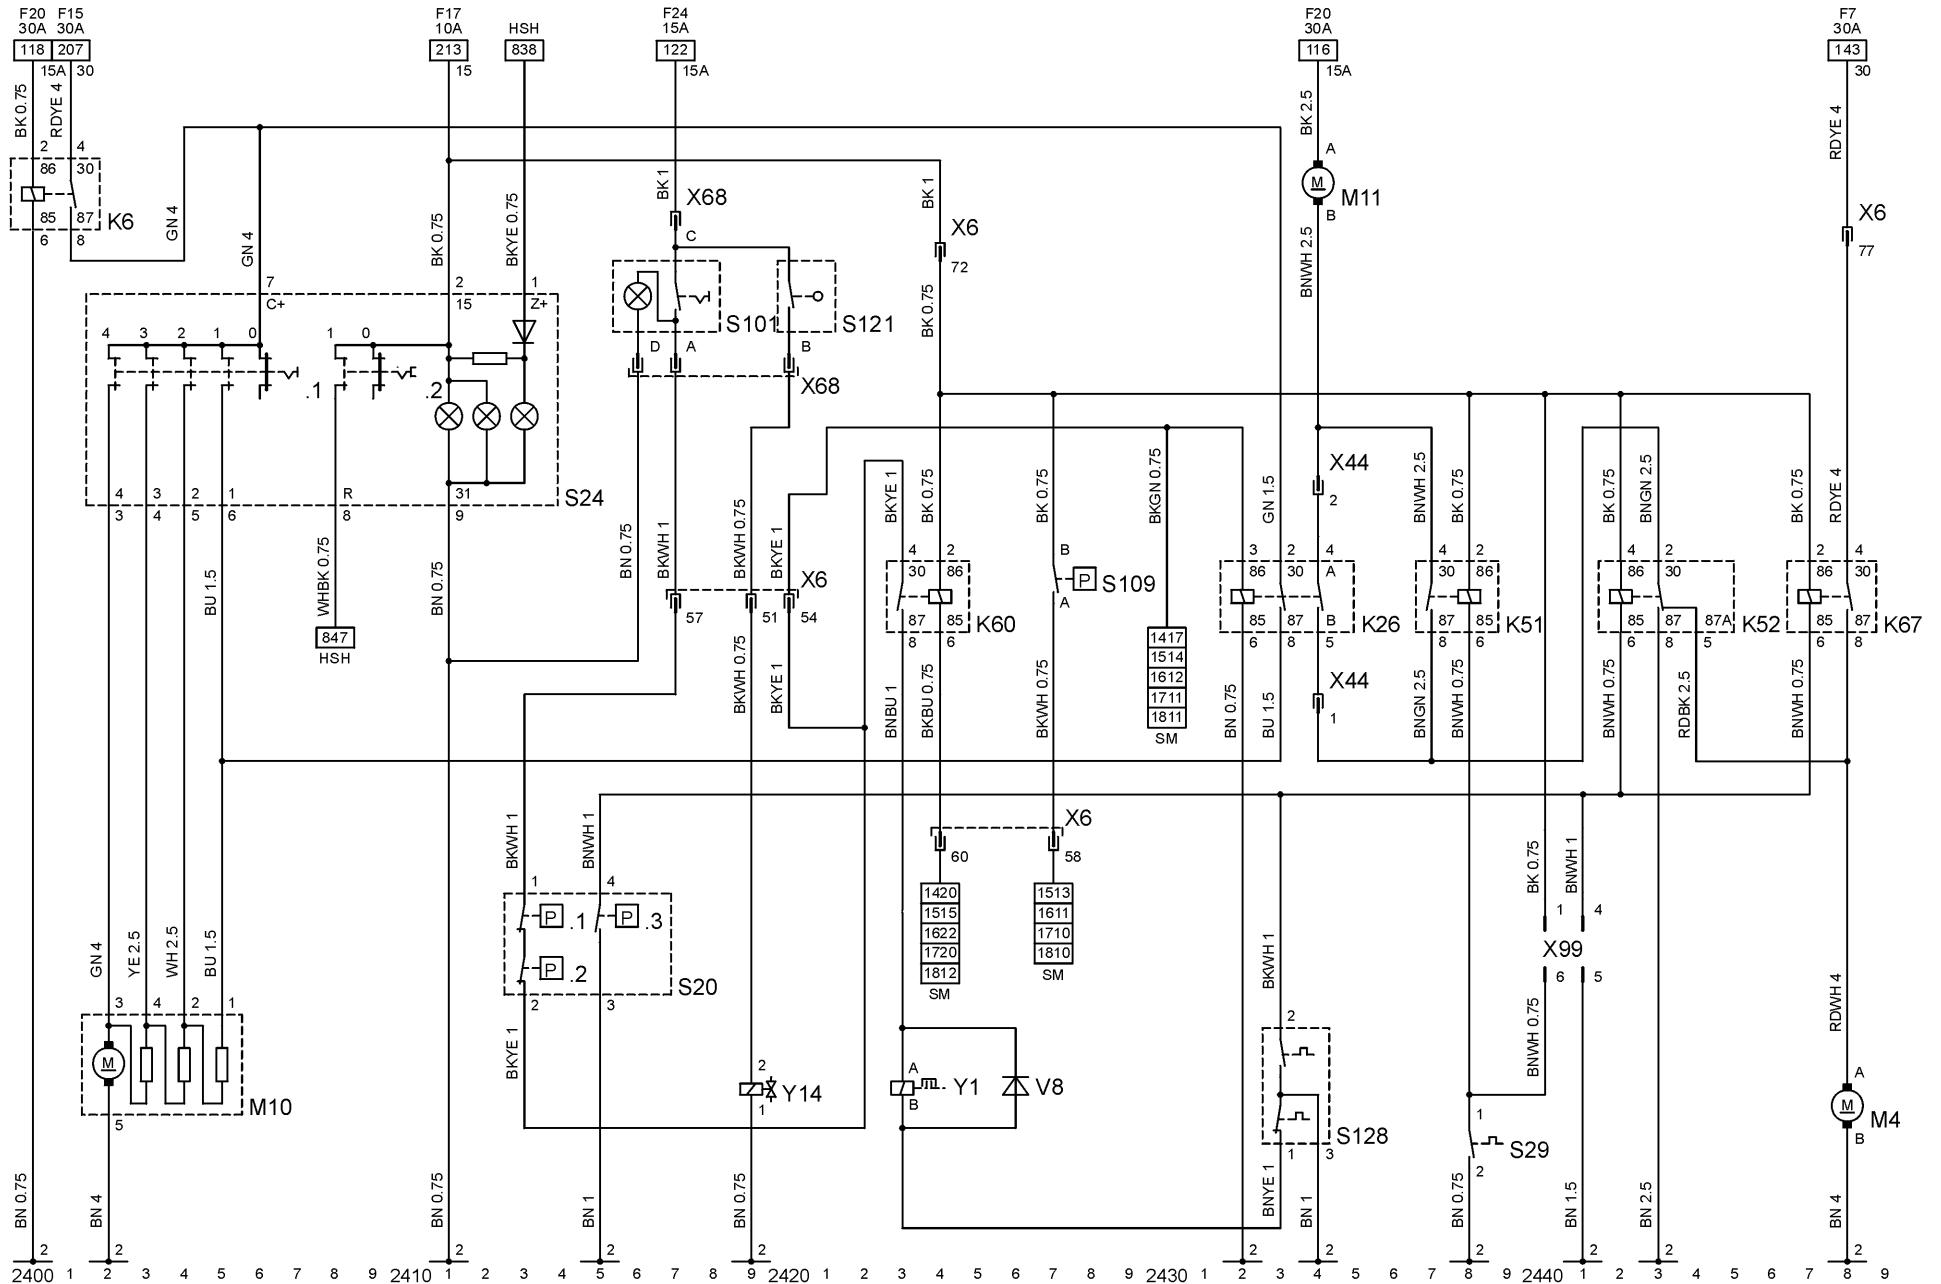 F20 F15 F17 F24 F20 F7
30A 30A 10A HSH 15A 30A 30A
118 207 213 838 122 116 143
15A 30 15 15A 15A 30
BK 0.75 RDYE 4 BK 2.5 RDYE 4
2 4 A
86 30 BK 1 X68 BK 1 M M11
85 87 K6 GN 4 GN 4 BK 0.75 BKYE 0.75 C X6 B X6
6 8 72 BNWH 2.5 77
7 2 1
C+ 15 Z+ BK 0.75
4 3 2 1 0 1 0 S101 S121
D A B
.1 .2 X68
X44
2
4 3 2 1 R 31 S24
3 4 5 6 8 9
BN 0.75 BKWH 1 BKWH 0.75 BKYE 1 BKYE 1 BK 0.75 BK 0.75 BKGN 0.75 GN 1.5 BNWH 2.5 BK 0.75 BK 0.75 BNGN 2.5 BK 0.75 RDYE 4
BU 1.5 WHBK 0.75 BN 0.75
4 2 B 3 2 4 4 2 4 2 2 4
X6 30 86 P S109 86 30 A 30 86 86 30 86 30
57 51 54 A
87 85 K60 85 87 B K26 87 85 K51 85 87 87A K52 85 87 K67
8 6 6 8 5 8 6 6 8 5 6 8
847
HSH
1417
1514
1612
1711
1811
SM
X44
1
BKWH 0.75 BKYE 1 BNBU 1 BKBU 0.75 BKWH 0.75 BN 0.75 BU 1.5 BNGN 2.5 BNWH 0.75 BNWH 0.75 RDBK 2.5 BNWH 0.75
X6
60 58
BKWH 1 BNWH 1 BK 0.75 BNWH 1
1 4
P .1 P .3
P .2
S20
2 3
1420
1515
1622
1720
1812
SM
1513
1611
1710
1810
SM
1 4
X99
6 5
GN 4 YE 2.5 WH 2.5 BU 1.5 BKWH 1 BNWH 0.75 RDWH 4
3 4 2 1 BKYE 1 2
M M10
5
2
Y14
1
A
Y1 V8
B
S128
1 3
1
S29
2
A
M M4
B
BN 0.75 BN 4 BN 0.75 BN 1 BN 0.75 BNYE 1 BN 1 BN 0.75 BN 1.5 BN 2.5 BN 4
2 2 2 2 2 2 2 2 2 2 2
2400 1 2 3 4 5 6 7 8 9 2410 1 2 3 4 5 6 7 8 9 2420 1 2 3 4 5 6 7 8 9 2430 1 2 3 4 5 6 7 8 9 2440 1 2 3 4 5 6 7 8 9